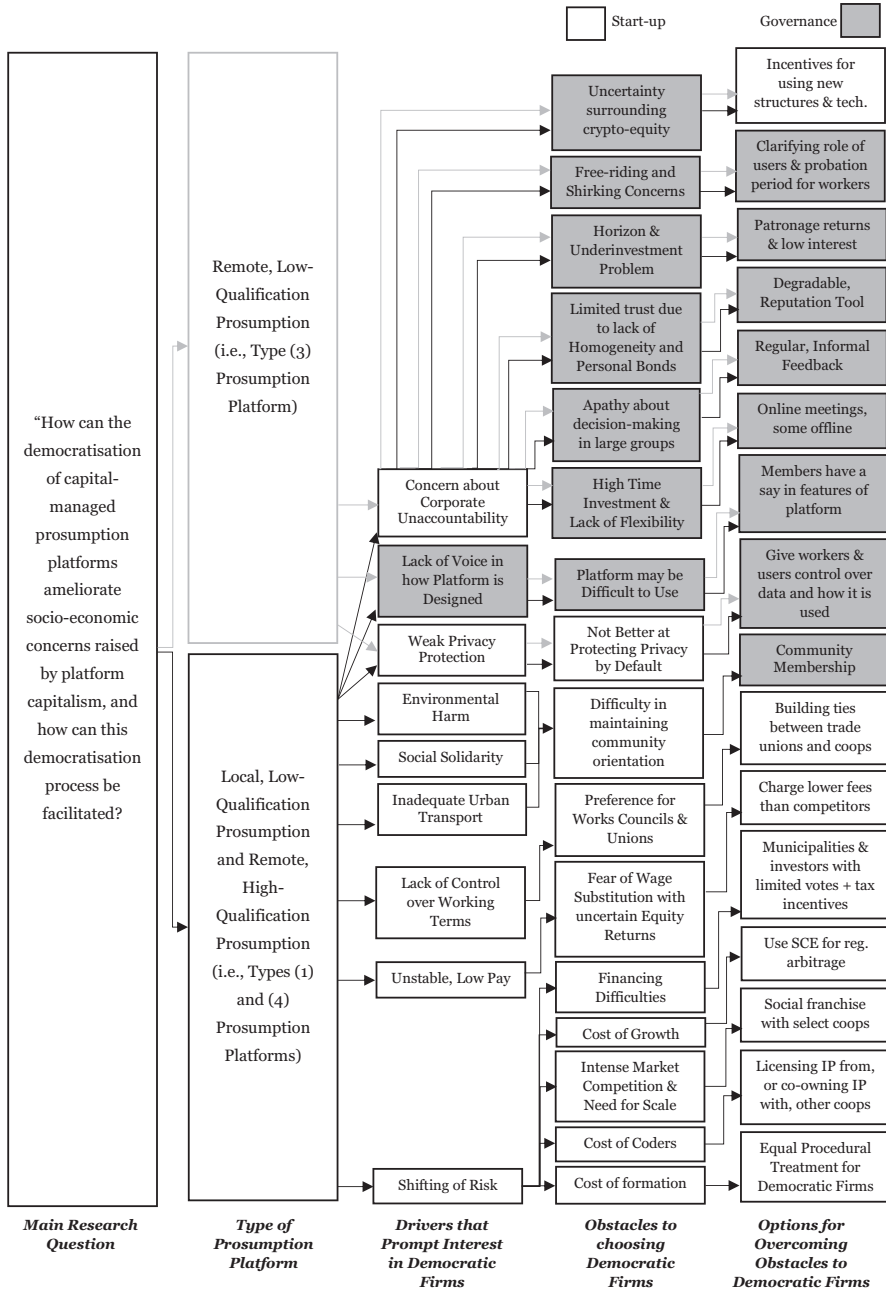 Start-up
Governance
“How can the
democratisation
of capital-
managed
prosumption
platforms
ameliorate
socio-economic
concerns raised
by platform
capitalism, and
how can this
democratisation
process be
facilitated?
Remote, Low-
Qualification
Prosumption
(i.e., Type (3)
Prosumption
Platform)
Local, Low-
Qualification
Prosumption
and Remote,
High-
Qualification
Prosumption
(i.e., Types (1)
and (4)
Prosumption
Platforms)
Concern about
Corporate
Unaccountability
Lack of Voice in
how Platform is
Designed
Weak Privacy
Protection
Environmental
Harm
Social Solidarity
Inadequate Urban
Transport
Lack of Control
over Working
Terms
Unstable, Low Pay
Shifting of Risk
Uncertainty
surrounding
crypto-equity
Free-riding and
Shirking Concerns
Horizon &
Underinvestment
Problem
Limited trust due
to lack of
Homogeneity and
Personal Bonds
Apathy about
decision-making
in large groups
High Time
Investment &
Lack of Flexibility
Platform may be
Difficult to Use
Not Better at
Protecting Privacy
by Default
Difficulty in
maintaining
community
orientation
Preference for
Works Councils &
Unions
Fear of Wage
Substitution with
uncertain Equity
Returns
Financing
Difficulties
Cost of Growth
Intense Market
Competition &
Need for Scale
Cost of Coders
Cost of formation
Incentives for
using new
structures & tech.
Clarifying role of
users & probation
period for workers
Patronage returns
& low interest
Degradable,
Reputation Tool
Regular, Informal
Feedback
Online meetings,
some offline
Members have a
say in features of
platform
Give workers &
users control over
data and how it is
used
Community
Membership
Building ties
between trade
unions and coops
Charge lower fees
than competitors
Municipalities &
investors with
limited votes + tax
incentives
Use SCE for reg.
arbitrage
Social franchise
with select coops
Licensing IP from,
or co-owning IP
with, other coops
Equal Procedural
Treatment for
Democratic Firms
Main Research
Question
Type of
Prosumption
Platform
Drivers that
Prompt Interest
in Democratic
Firms
Obstacles to
choosing
Democratic
Firms
Options for
Overcoming
Obstacles to
Democratic Firms